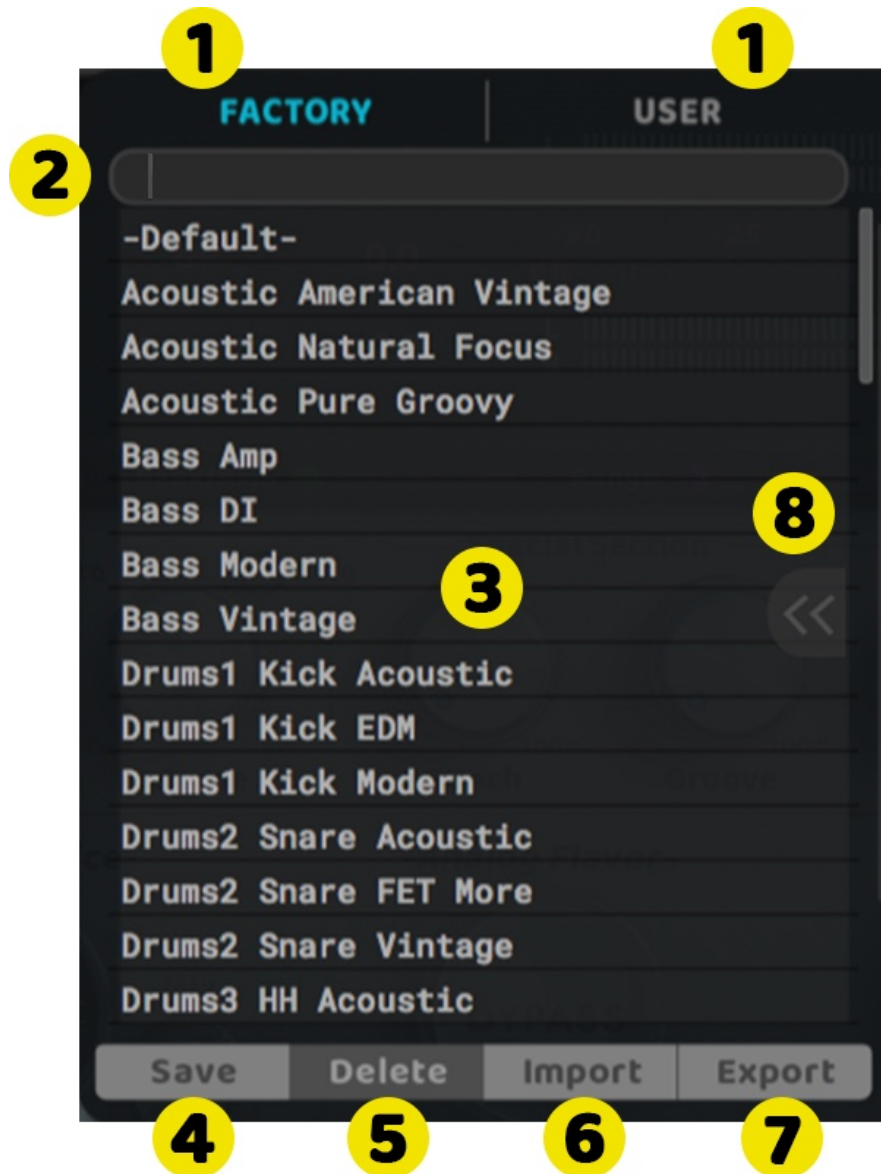 1 1
FACTORY USER
2
-Default-
Acoustic American Vintage
Acoustic Natural Focus
Acoustic Pure Groovy
Bass Amp
Bass DI
8
Bass Modern
3
Bass Vintage
<<
Drums1 Kick Acoustic
Drums1 Kick EDM
Drums1 Kick Modern
Groove
Drums2 Snare Acoustic
Drums2 Snare FET More
Drums2 Snare Vintage
Drums3 HH Acoustic
BYPASS
Save Delete Import Export
4 5 6 7